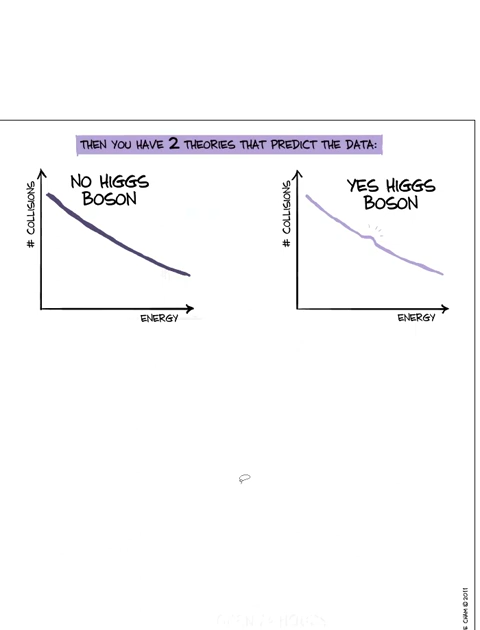 THEN YOU HAVE 2 THEORIES THAT PREDICT THE DATA:
NO HIGGS
BOSON
# COLLISIONS
ENERGY
YES HIGGS
BOSON
# COLLISIONS
ENERGY
E CHAM © 2011